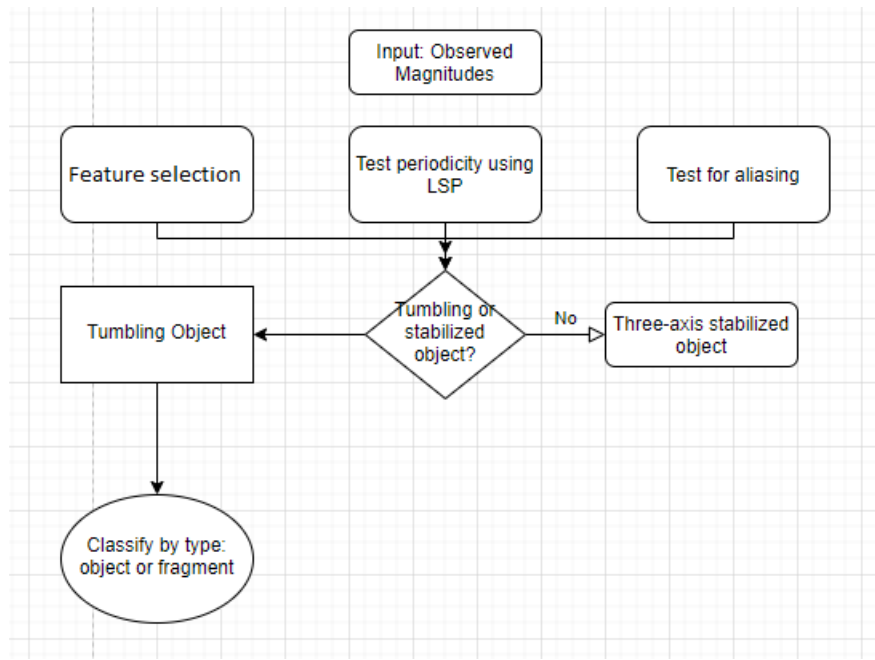 Input: Observed
Magnitudes
Feature selection
Test periodicity using
LSP
Test for aliasing
Tumbling Object
Tumbling or
stabilized
object?
No
Three-axis stabilized
object
Classify by type:
object or fragment